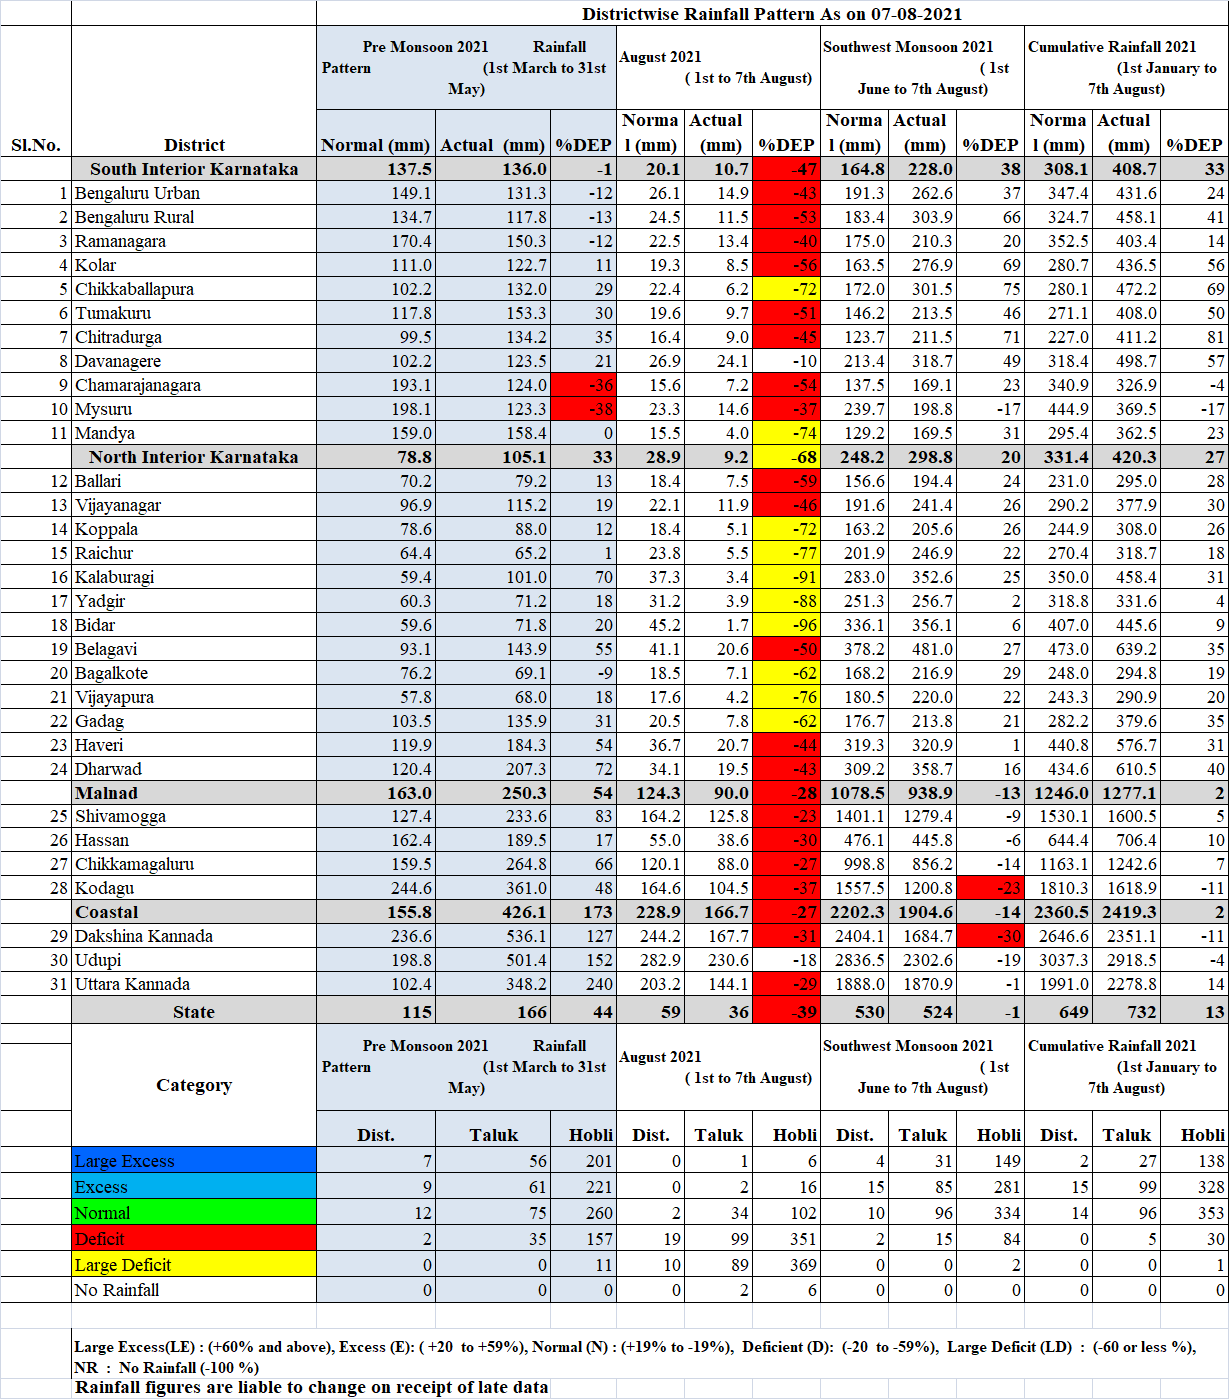 Districtwise Rainfall Pattern As on 07-08-2021
Sl.No. District Pre Monsoon 2021 Rainfall Pattern (1st March to 31st May) August 2021 ( 1st to 7th August) Southwest Monsoon 2021 ( 1st June to 7th August) Cumulative Rainfall 2021 (1st January to 7th August)
Normal (mm) Actual (mm) %DEP Normal (mm) Actual (mm) %DEP Normal (mm) Actual (mm) %DEP Normal (mm) Actual (mm) %DEP
South Interior Karnataka 137.5 136.0 -1 20.1 10.7 -47 164.8 228.0 38 308.1 408.7 33
1 Bengaluru Urban 149.1 131.3 -12 26.1 14.9 -43 191.3 262.6 37 347.4 431.6 24
2 Bengaluru Rural 134.7 117.8 -13 24.5 11.5 -53 183.4 303.9 66 324.7 458.1 41
3 Ramanagara 170.4 150.3 -12 22.5 13.4 -40 175.0 210.3 20 352.5 403.4 14
4 Kolar 111.0 122.7 11 19.3 8.5 -56 163.5 276.9 69 280.7 436.5 56
5 Chikkaballapura 102.2 132.0 29 22.4 6.2 -72 172.0 301.5 75 280.1 472.2 69
6 Tumakuru 117.8 153.3 30 19.6 9.7 -51 146.2 213.5 46 271.1 408.0 50
7 Chitradurga 99.5 134.2 35 16.4 9.0 -45 123.7 211.5 71 227.0 411.2 81
8 Davanagere 102.2 123.5 21 26.9 24.1 -10 213.4 318.7 49 318.4 498.7 57
9 Chamarajanagara 193.1 124.0 -36 15.6 7.2 -54 137.5 169.1 23 340.9 326.9 -4
10 Mysuru 198.1 123.3 -38 23.3 14.6 -37 239.7 198.8 -17 444.9 369.5 -17
11 Mandya 159.0 158.4 0 15.5 4.0 -74 129.2 169.5 31 295.4 362.5 23
North Interior Karnataka 78.8 105.1 33 28.9 9.2 -68 248.2 298.8 20 331.4 420.3 27
12 Ballari 70.2 79.2 13 18.4 7.5 -59 156.6 194.4 24 231.0 295.0 28
13 Vijayanagar 96.9 115.2 19 22.1 11.9 -46 191.6 241.4 26 290.2 377.9 30
14 Koppala 78.6 88.0 12 18.4 5.1 -72 163.2 205.6 26 244.9 308.0 26
15 Raichur 64.4 65.2 1 23.8 5.5 -77 201.9 246.9 22 270.4 318.7 18
16 Kalaburagi 59.4 101.0 70 37.3 3.4 -91 283.0 352.6 25 350.0 458.4 31
17 Yadgir 60.3 71.2 18 31.2 3.9 -88 251.3 256.7 2 318.8 331.6 4
18 Bidar 59.6 71.8 20 45.2 1.7 -96 336.1 356.1 6 407.0 445.6 9
19 Belagavi 93.1 143.9 55 41.1 20.6 -50 378.2 481.0 27 473.0 639.2 35
20 Bagalkote 76.2 69.1 -9 18.5 7.1 -62 168.2 216.9 29 248.0 294.8 19
21 Vijayapura 57.8 68.0 18 17.6 4.2 -76 180.5 220.0 22 243.3 290.9 20
22 Gadag 103.5 135.9 31 20.5 7.8 -62 176.7 213.8 21 282.2 379.6 35
23 Haveri 119.9 184.3 54 36.7 20.7 -44 319.3 320.9 1 440.8 576.7 31
24 Dharwad 120.4 207.3 72 34.1 19.5 -43 309.2 358.7 16 434.6 610.5 40
Malnad 163.0 250.3 54 124.3 90.0 -28 1078.5 938.9 -13 1246.0 1277.1 2
25 Shivamogga 127.4 233.6 83 164.2 125.8 -23 1401.1 1279.4 -9 1530.1 1600.5 5
26 Hassan 162.4 189.5 17 55.0 38.6 -30 476.1 445.8 -6 644.4 706.4 10
27 Chikkamagaluru 159.5 264.8 66 120.1 88.0 -27 998.8 856.2 -14 1163.1 1242.6 7
28 Kodagu 244.6 361.0 48 164.6 104.5 -37 1557.5 1200.8 -23 1810.3 1618.9 -11
Coastal 155.8 426.1 173 228.9 166.7 -27 2202.3 1904.6 -14 2360.5 2419.3 2
29 Dakshina Kannada 236.6 536.1 127 244.2 167.7 -31 2404.1 1684.7 -30 2646.6 2351.1 -11
30 Udupi 198.8 501.4 152 282.9 230.6 -18 2836.5 2302.6 -19 3037.3 2918.5 -4
31 Uttara Kannada 102.4 348.2 240 203.2 144.1 -29 1888.0 1870.9 -1 1991.0 2278.8 14
State 115 166 44 59 36 -39 530 524 -1 649 732 13
Category Pre Monsoon 2021 Rainfall Pattern (1st March to 31st May) August 2021 ( 1st to 7th August) Southwest Monsoon 2021 ( 1st June to 7th August) Cumulative Rainfall 2021 (1st January to 7th August)
Dist. Taluk Hobli Dist. Taluk Hobli Dist. Taluk Hobli Dist. Taluk Hobli
Large Excess 7 56 201 0 1 6 4 31 149 2 27 138
Excess 9 61 221 0 2 16 15 85 281 15 99 328
Normal 12 75 260 2 34 102 10 96 334 14 96 353
Deficit 2 35 157 19 99 351 2 15 84 0 5 30
Large Deficit 0 0 11 10 89 369 0 0 2 0 0 1
No Rainfall 0 0 0 0 2 6 0 0 0 0 0 0
Large Excess(LE) : (+60% and above), Excess (E): ( +20 to +59%), Normal (N) : (+19% to -19%), Deficient (D): (-20 to -59%), Large Deficit (LD) : (-60 or less %),
NR : No Rainfall (-100 %)
Rainfall figures are liable to change on receipt of late data